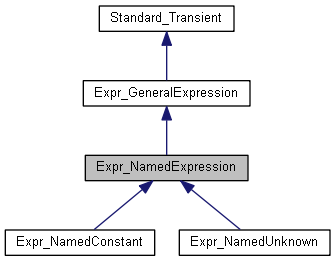 Standard_Transient
Expr_GeneralExpression
Expr_NamedExpression
Expr_NamedConstant
Expr_NamedUnknown